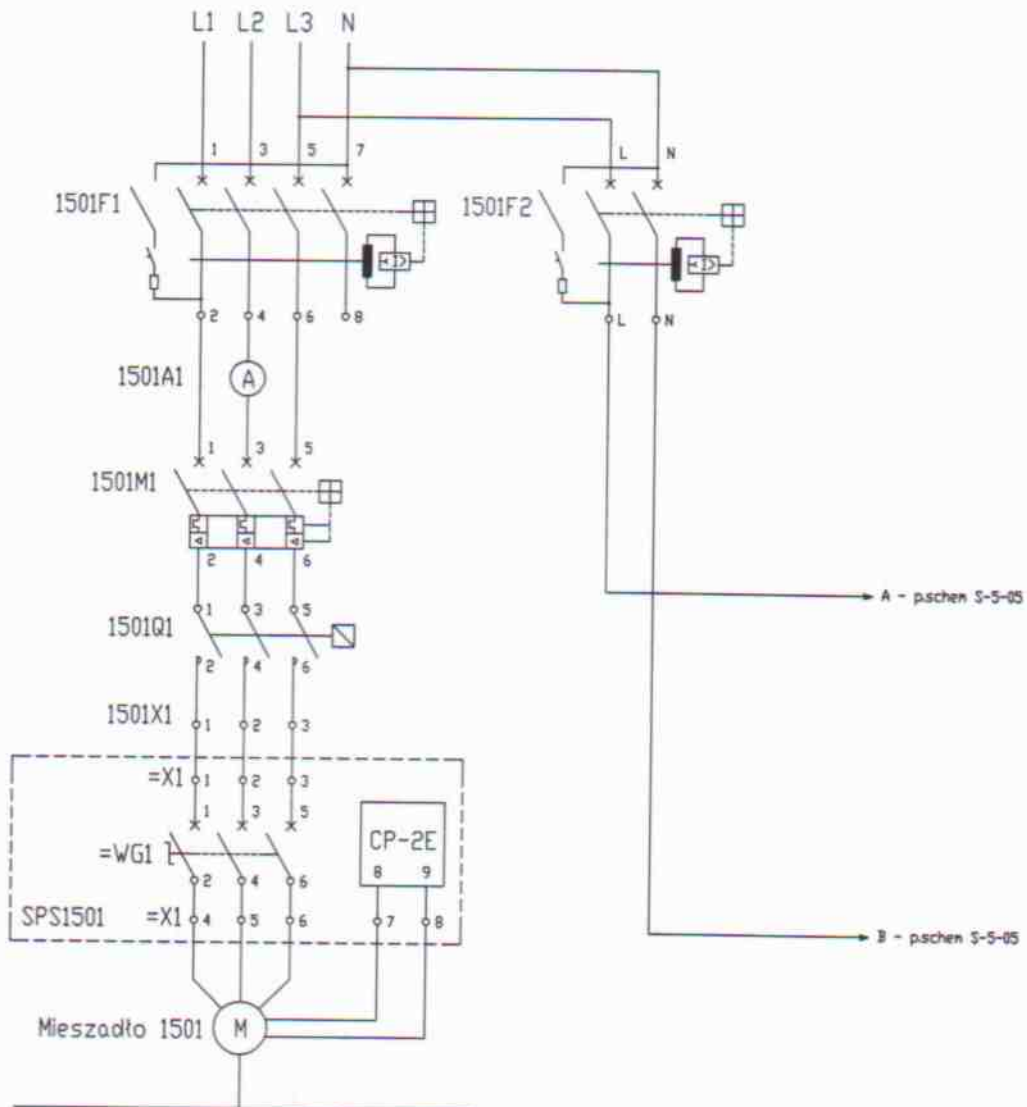 L1 L2 L3 N
1 3 5 7
L N
1501F1
1501F2
2 4 6 8
L N
1501A1 A
1 3 5
1501M1
2 4 6
A - p.schem S-5-05
1 3 5
1501Q1
2 4 6
1501X1 1 2 3
=X1 1 2 3
1 3 5
CP-2E
=WG1
8 9
2 4 6
SPS1501 =X1 4 5 6 7 8
B - p.schem S-5-05
Mieszadło 1501 M